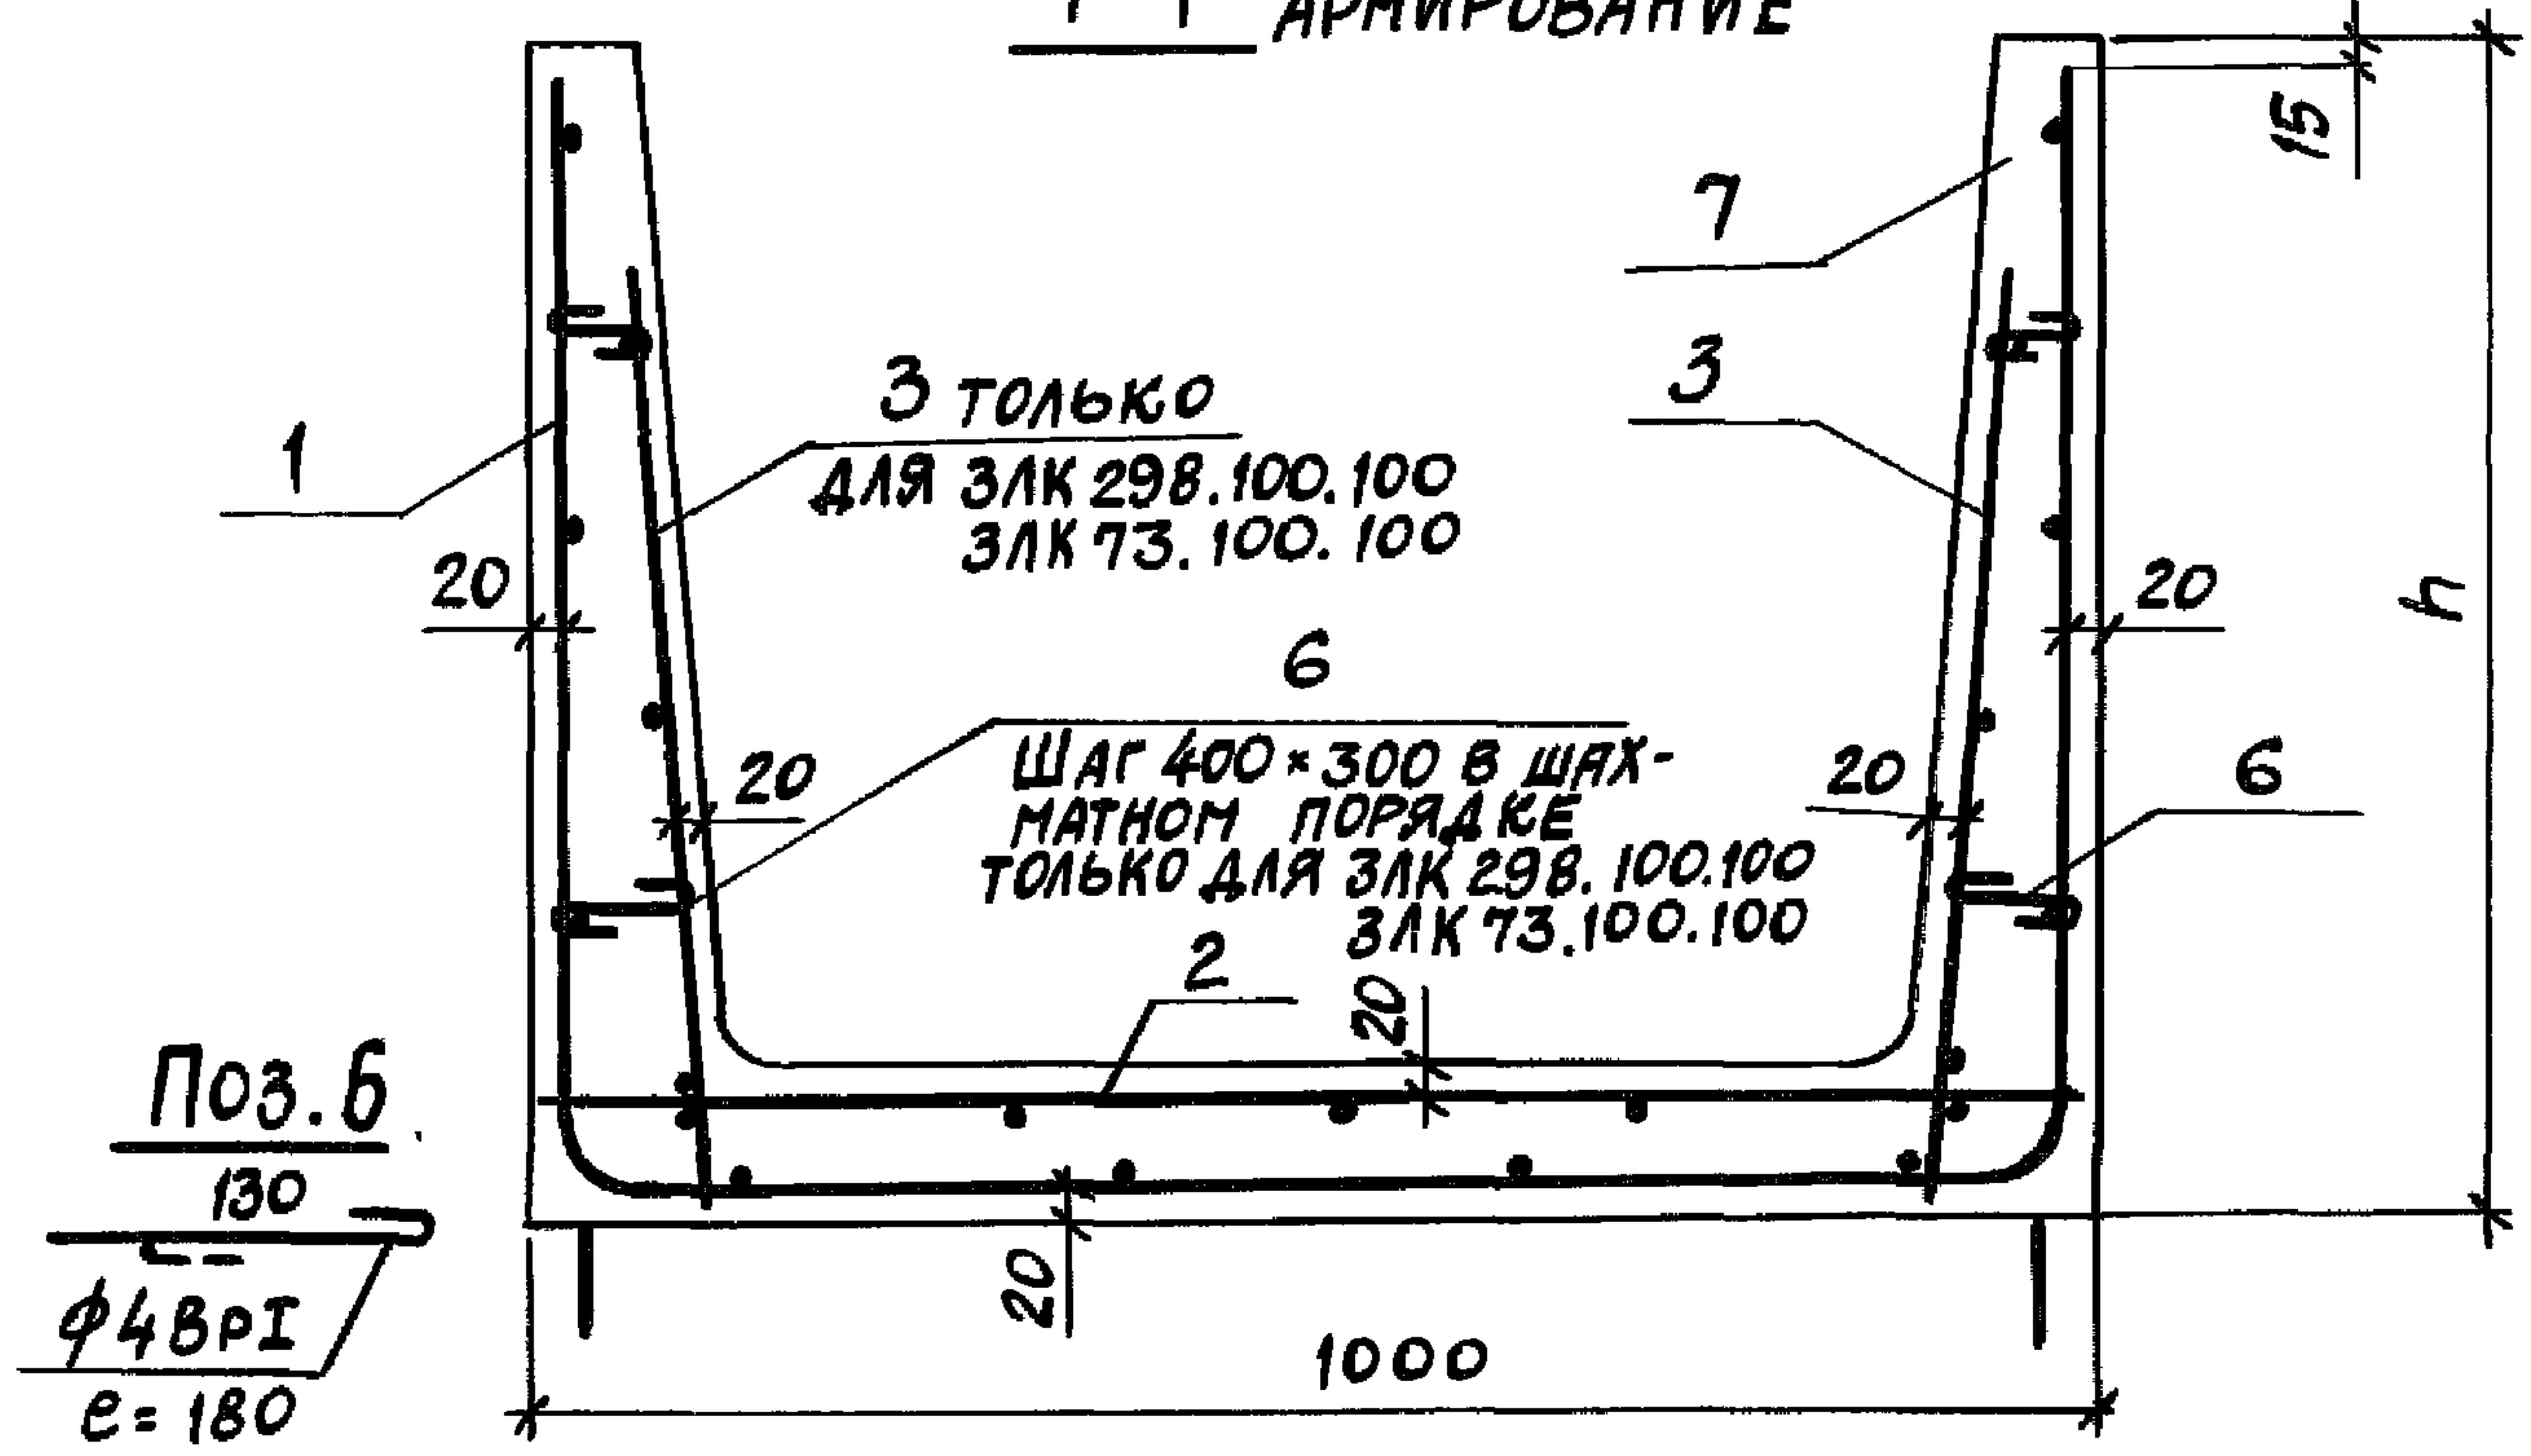 АРМИРОВАНИЕ
15
7
3
3 ТОЛЬКО
ДЛЯ ЗЛК 298.100.100
ЗЛК 73.100.100
1
20
20
h
6
ШАГ 400×300 В ШАХ-
МАТНОМ ПОРЯДКЕ
ТОЛЬКО ДЛЯ ЗЛК 298.100.100
ЗЛК 73.100.100
20
20
6
2
20
ПОЗ. 6
130
ϕ4ВрI
ℓ=180
20
1000